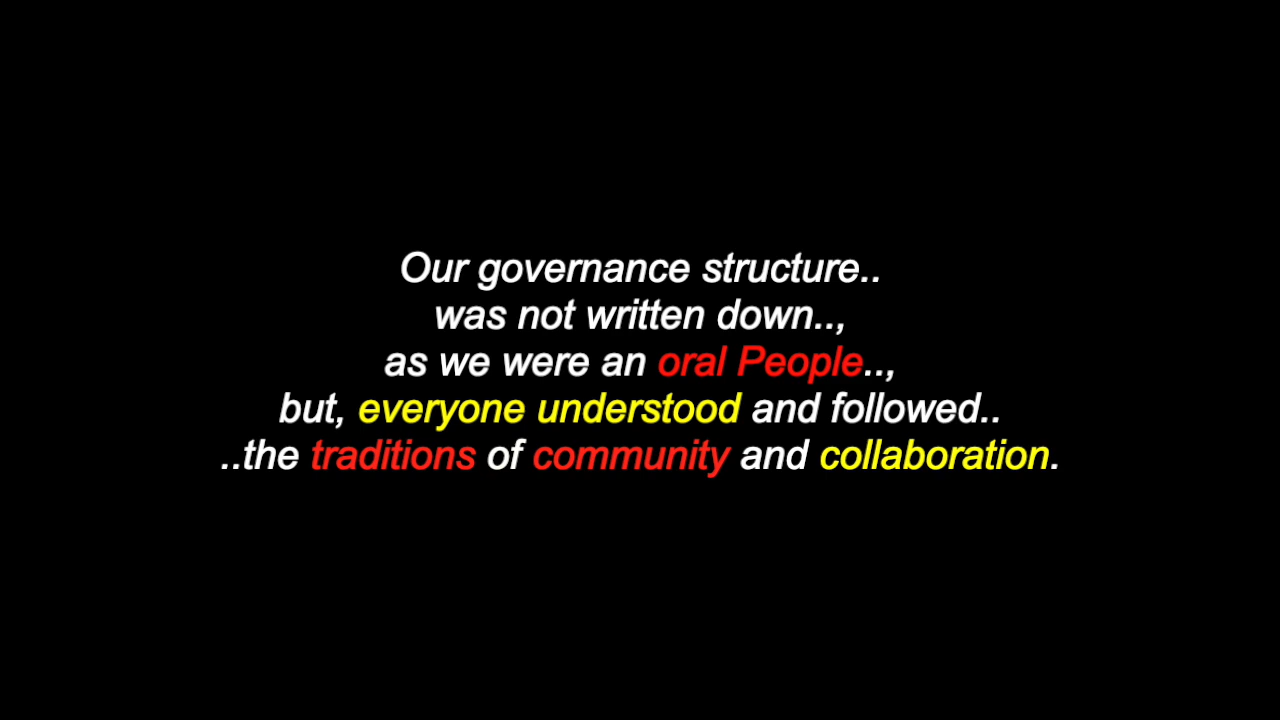 Our governance structure..
was not written down..,
as we were an oral People..,
but, everyone understood and followed..
..the traditions of community and collaboration.